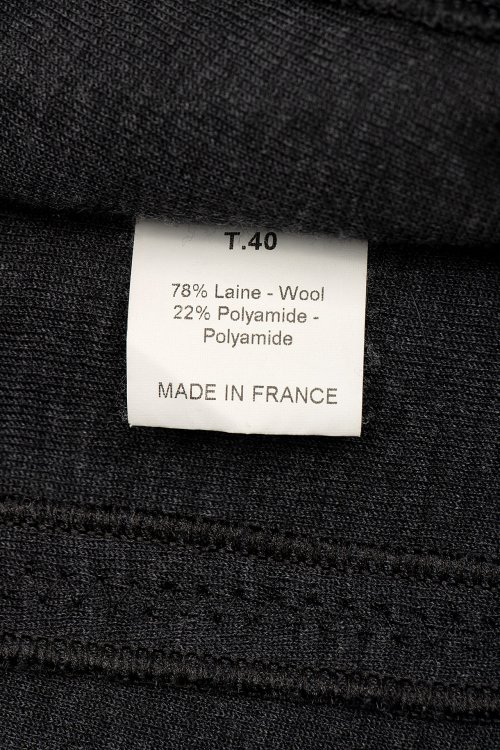 T.40
78% Laine - Wool
22% Polyamide -
Polyamide
MADE IN FRANCE